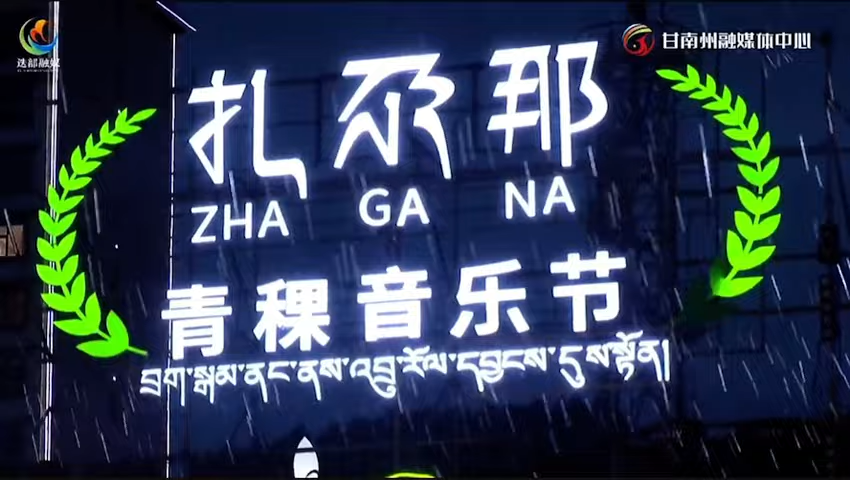 迭部融媒
甘南州融媒体中心
扎尕那
ZHA GA NA
青稞音乐节
བྲག་སྒམ་ནང་ནས་འབྲུ་རོལ་དབྱངས་དུས་སྟོན།